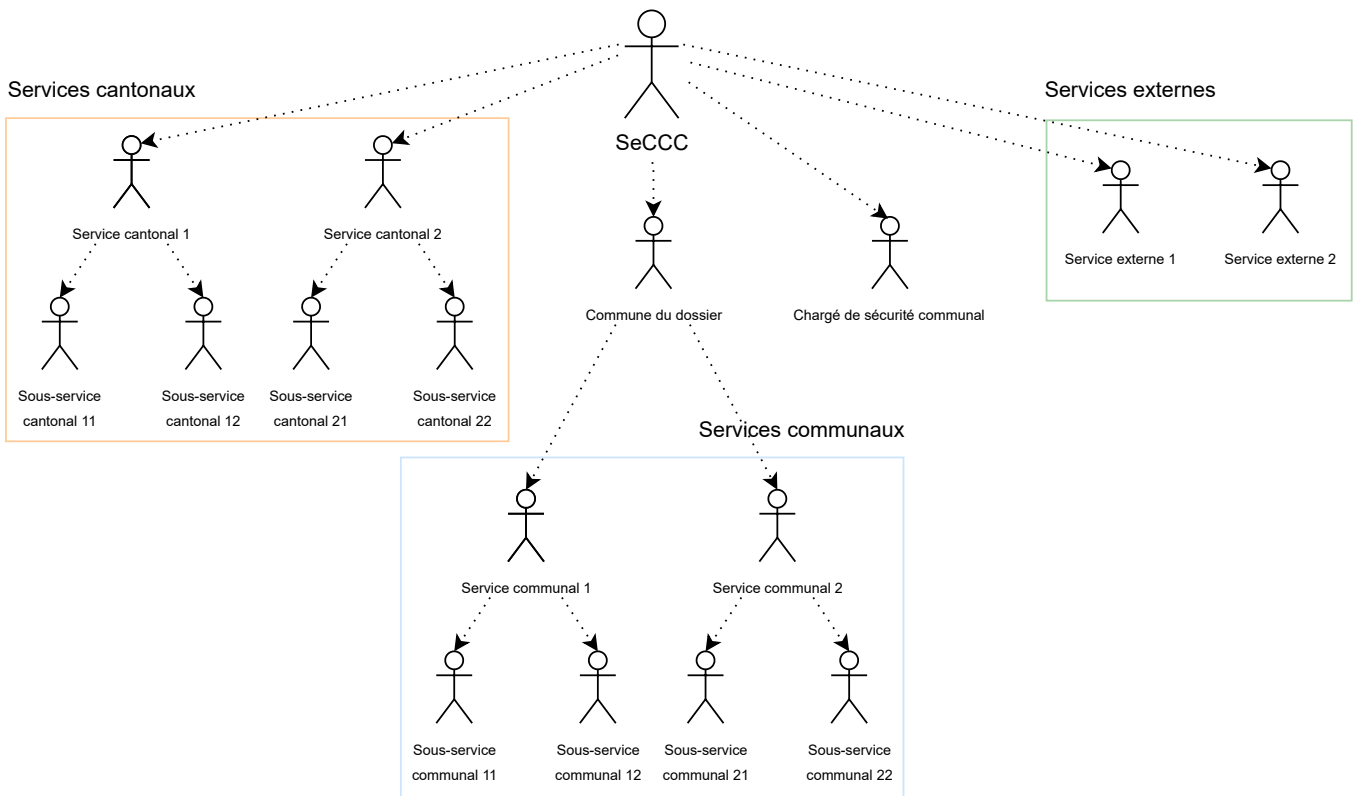 Services cantonaux
Services externes
SeCCC
Service cantonal 1
Service cantonal 2
Service externe 1
Service externe 2
Commune du dossier
Chargé de sécurité communal
Sous-service
cantonal 11
Sous-service
cantonal 12
Sous-service
cantonal 21
Sous-service
cantonal 22
Services communaux
Service communal 1
Service communal 2
Sous-service
communal 11
Sous-service
communal 12
Sous-service
communal 21
Sous-service
communal 22